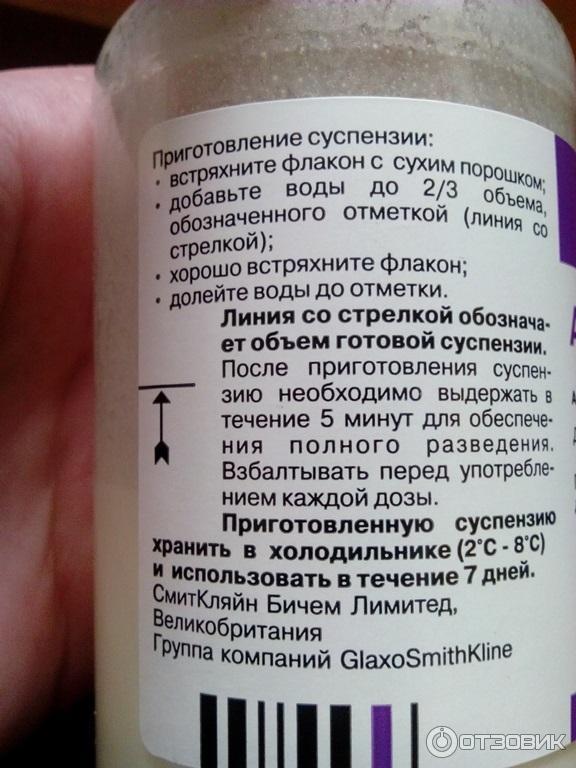 Приготовление суспензии:
• встряхните флакон с сухим порошком;
• добавьте воды до 2/3 объема,
обозначенного отметкой (линия со
стрелкой);
• хорошо встряхните флакон;
• долейте воды до отметки.
Линия со стрелкой обознача-
ет объем готовой суспензии.
После приготовления суспен-
зию необходимо выдержать в
течение 5 минут для обеспече-
ния полного разведения.
Взбалтывать перед употребле-
нием каждой дозы.
Приготовленную суспензию
хранить в холодильнике (2°C - 8°C)
и использовать в течение 7 дней.
СмитКляйн Бичем Лимитед,
Великобритания
Группа компаний GlaxoSmithKline
ОТЗОВИК